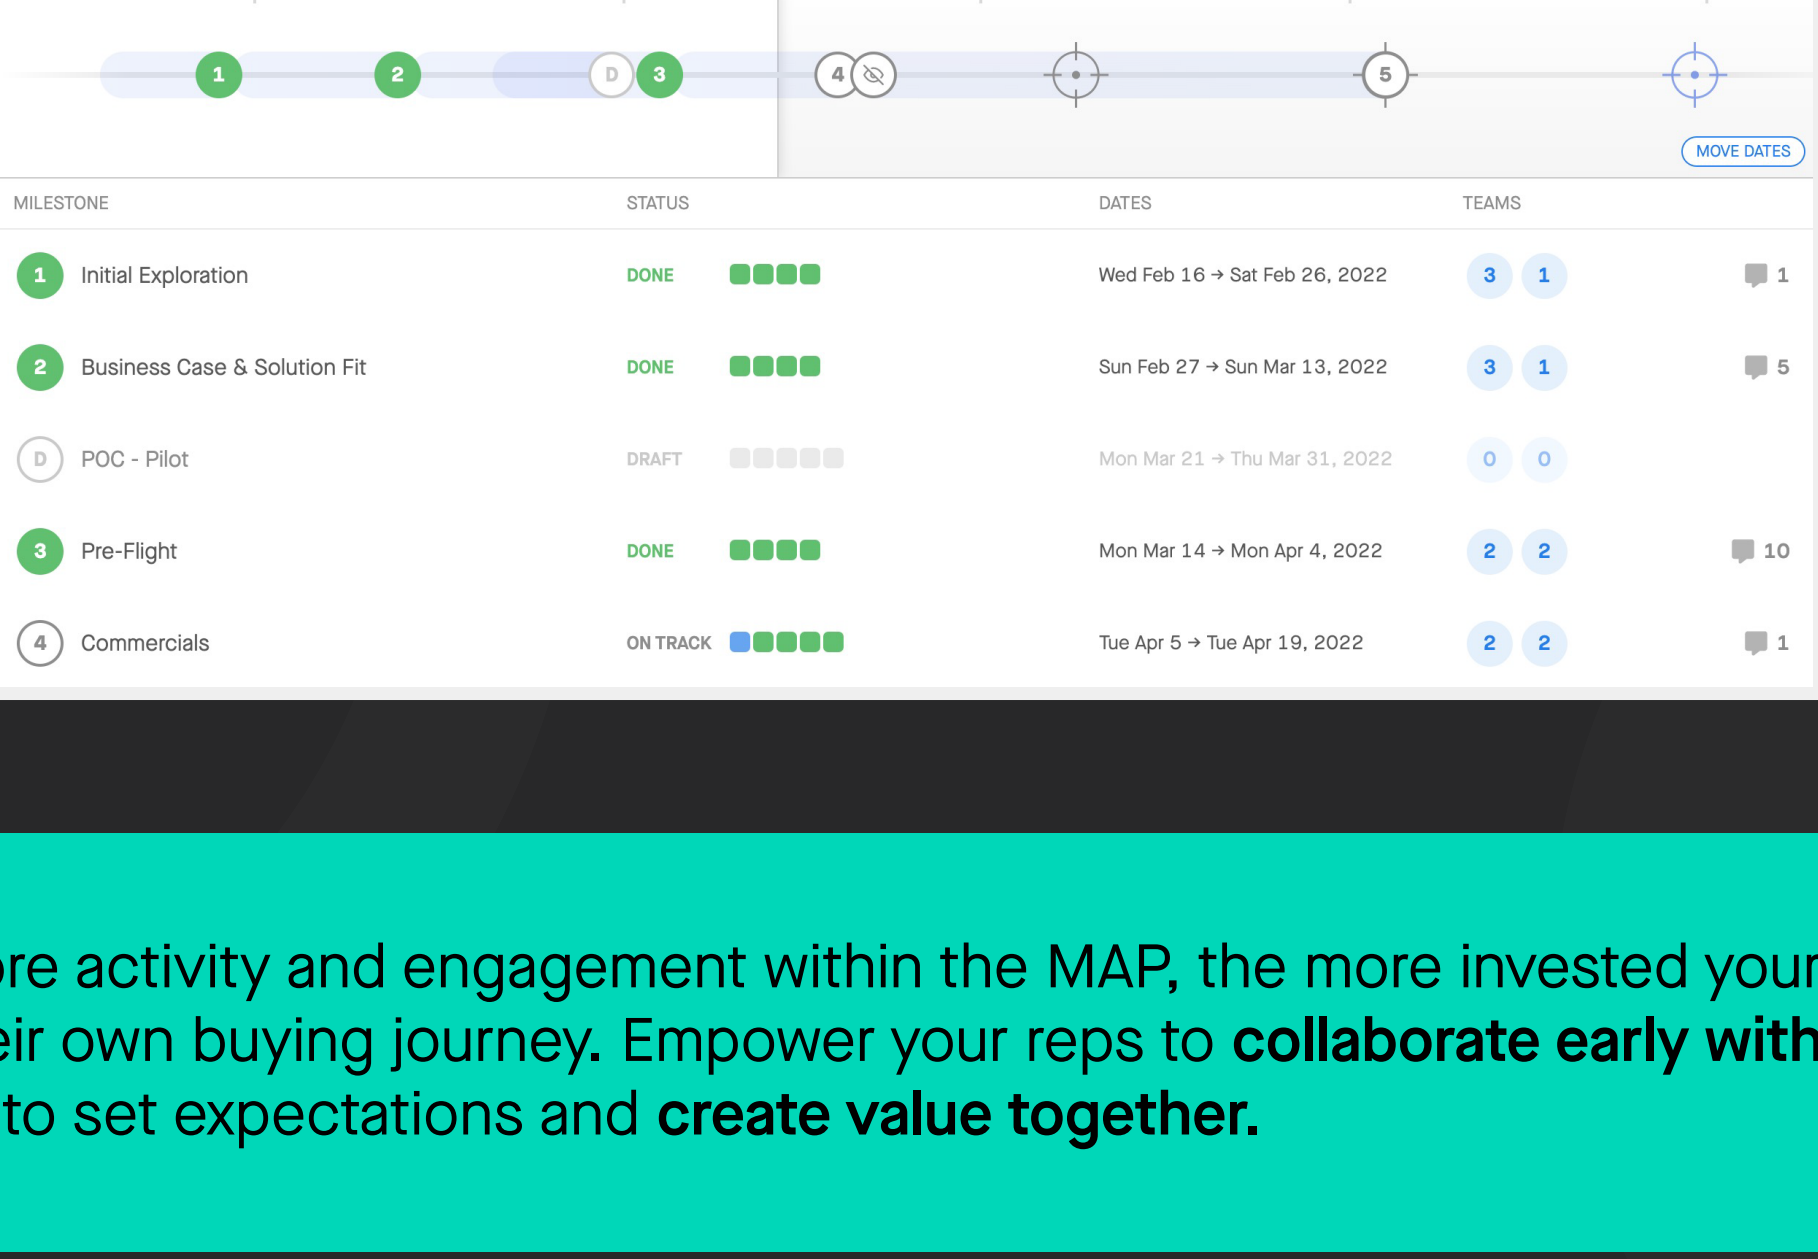 1 2 D 3 4 5
MOVE DATES
MILESTONE STATUS DATES TEAMS
1 Initial Exploration DONE Wed Feb 16 → Sat Feb 26, 2022 3 1 1
2 Business Case & Solution Fit DONE Sun Feb 27 → Sun Mar 13, 2022 3 1 5
D POC - Pilot DRAFT Mon Mar 21 → Thu Mar 31, 2022 0 0
3 Pre-Flight DONE Mon Mar 14 → Mon Apr 4, 2022 2 2 10
4 Commercials ON TRACK Tue Apr 5 → Tue Apr 19, 2022 2 2 1
activity and engagement within the MAP, the more invested your
own buying journey. Empower your reps to collaborate early with
to set expectations and create value together.